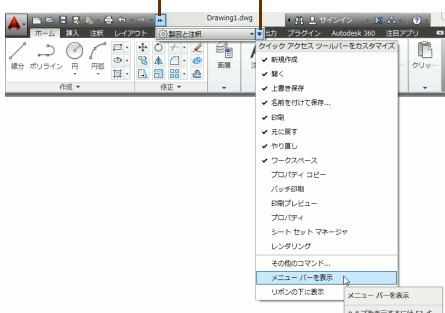 Drawing1.dwg
サインイン
製図と注釈
ホーム 挿入 注釈 レイアウト 出力 プラグイン Autodesk 360 注目アプリ
クイック アクセス ツールバーをカスタマイズ
新規作成
開く
上書き保存
名前を付けて保存...
印刷
元に戻す
やり直し
ワークスペース
プロパティ コピー
バッチ印刷
印刷プレビュー
プロパティ
シート セット マネージャ
レンダリング
その他のコマンド...
メニュー バーを表示
リボンの下に表示
線分 ポリライン 円 円弧
画層
クリッ...
作成 修正
メニュー バーを表示